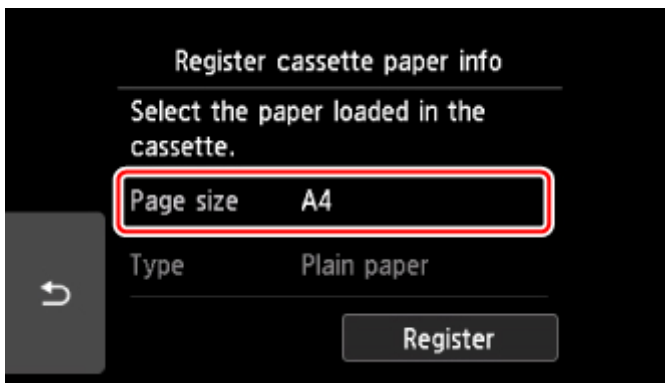 Register cassette paper info
Select the paper loaded in the
cassette.
Page size A4
Type Plain paper
Register